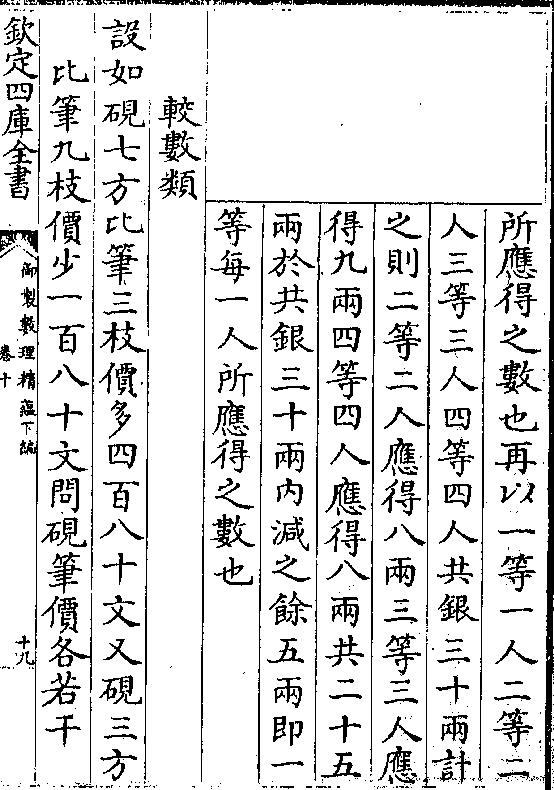 所應得之數也再以一等一人二等二
人三等三人四等四人共銀三十兩計
之則二等二人應得八兩三等三人應
得九兩四等四人應得八兩共二十五
兩於共銀三十兩内減之餘五兩即一
等每一人所應得之數也
較數類
設如硯七方比筆三枝價多四百八十文又硯三方
比筆九枝價少一百八十文問硯筆價各若干
欽定四庫全書
御製數理精蘊下編
卷十
十九